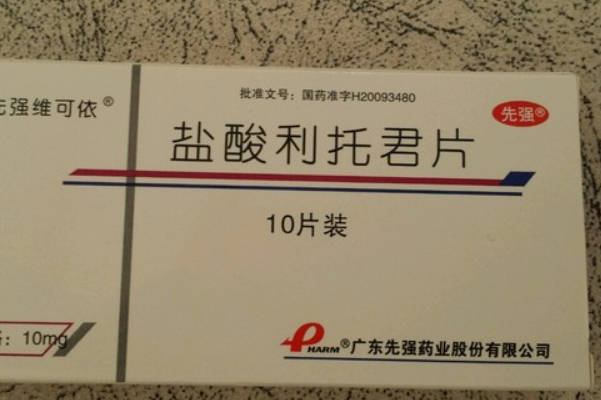 先强维可依®
批准文号：国药准字H20093480
先强®
盐酸利托君片
10片装
：10mg
PHARM®广东先强药业股份有限公司